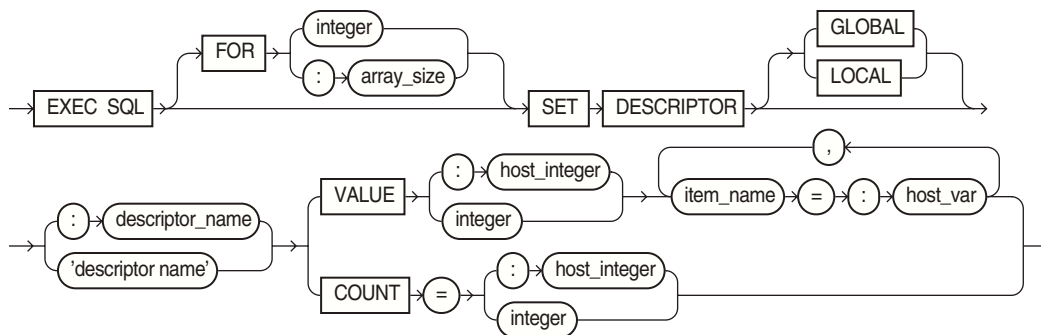 integer
FOR
: array_size
GLOBAL
LOCAL
EXEC SQL SET DESCRIPTOR
,
: descriptor_name
'descriptor name'
VALUE
: host_integer
integer
item_name = : host_var
COUNT =
: host_integer
integer